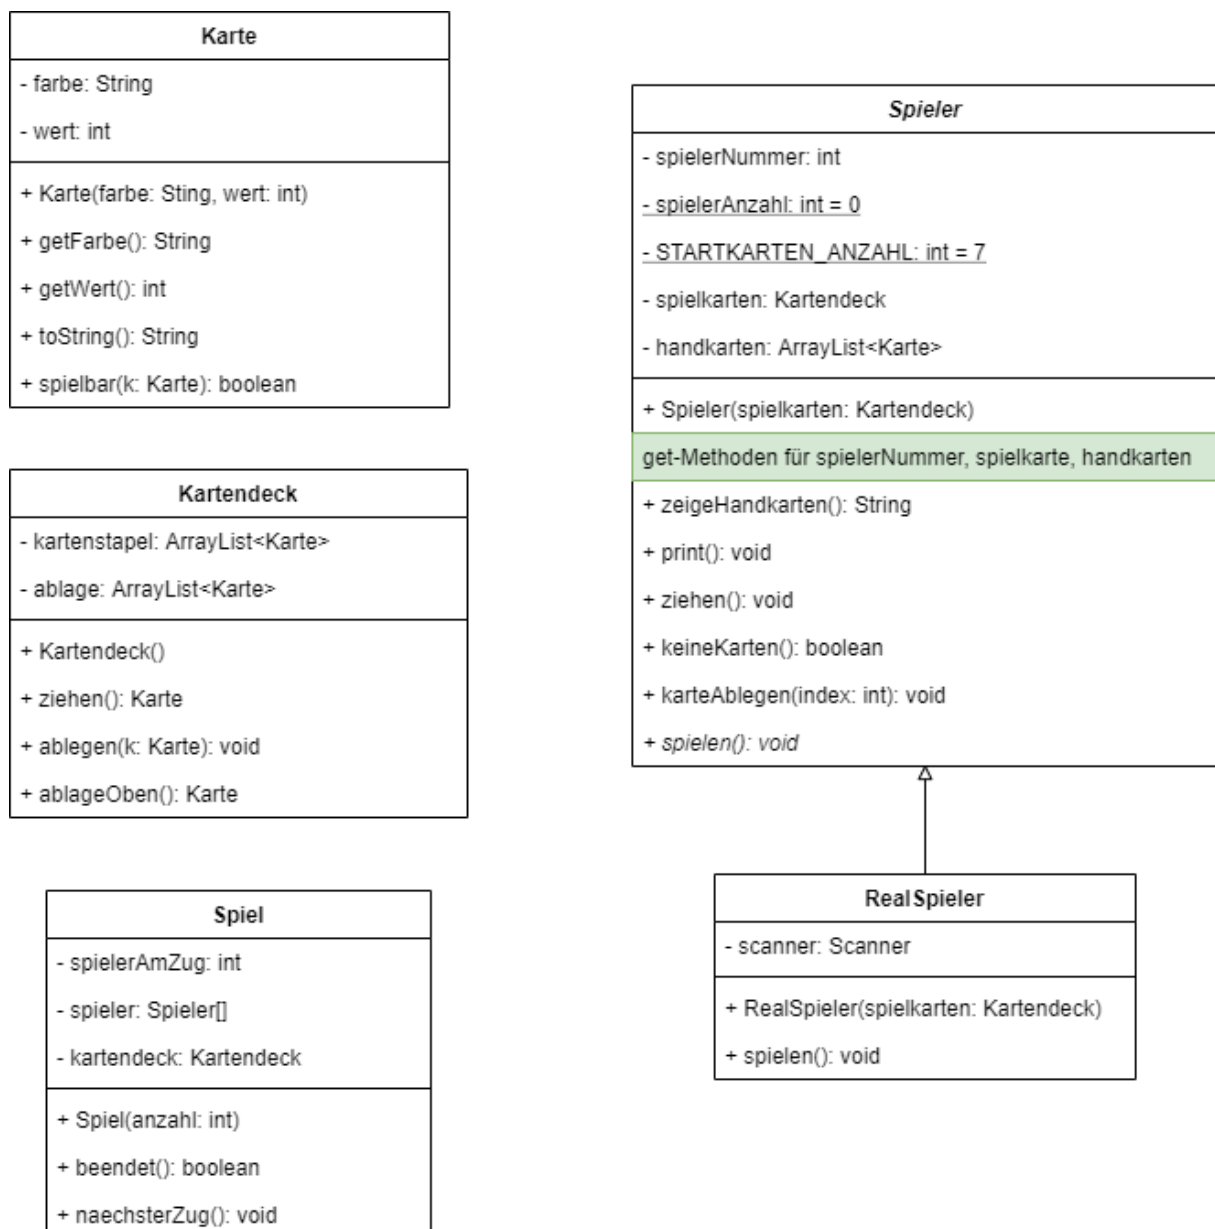 Karte
- farbe: String
- wert: int
+ Karte(farbe: Sting, wert: int)
+ getFarbe(): String
+ getWert(): int
+ toString(): String
+ spielbar(k: Karte): boolean
Kartendeck
- kartenstapel: ArrayList<Karte>
- ablage: ArrayList<Karte>
+ Kartendeck()
+ ziehen(): Karte
+ ablegen(k: Karte): void
+ ablageOben(): Karte
Spiel
- spielerAmZug: int
- spieler: Spieler[]
- kartendeck: Kartendeck
+ Spiel(anzahl: int)
+ beendet(): boolean
+ naechsterZug(): void
Spieler
- spielerNummer: int
- spielerAnzahl: int = 0
- STARTKARTEN_ANZAHL: int = 7
- spielkarten: Kartendeck
- handkarten: ArrayList<Karte>
+ Spieler(spielkarten: Kartendeck)
get-Methoden für spielerNummer, spielkarte, handkarten
+ zeigeHandkarten(): String
+ print(): void
+ ziehen(): void
+ keineKarten(): boolean
+ karteAblegen(index: int): void
+ spielen(): void
RealSpieler
- scanner: Scanner
+ RealSpieler(spielkarten: Kartendeck)
+ spielen(): void